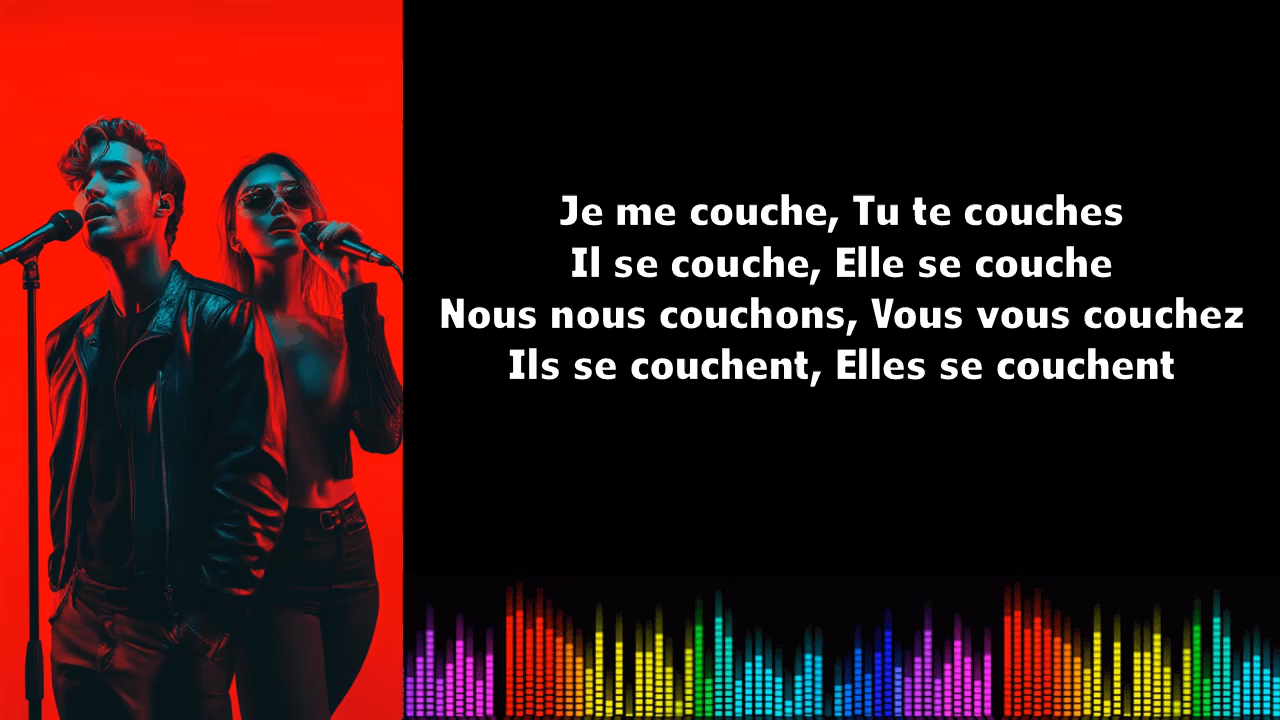 Je me couche, Tu te couches
Il se couche, Elle se couche
Nous nous couchons, Vous vous couchez
Ils se couchent, Elles se couchent